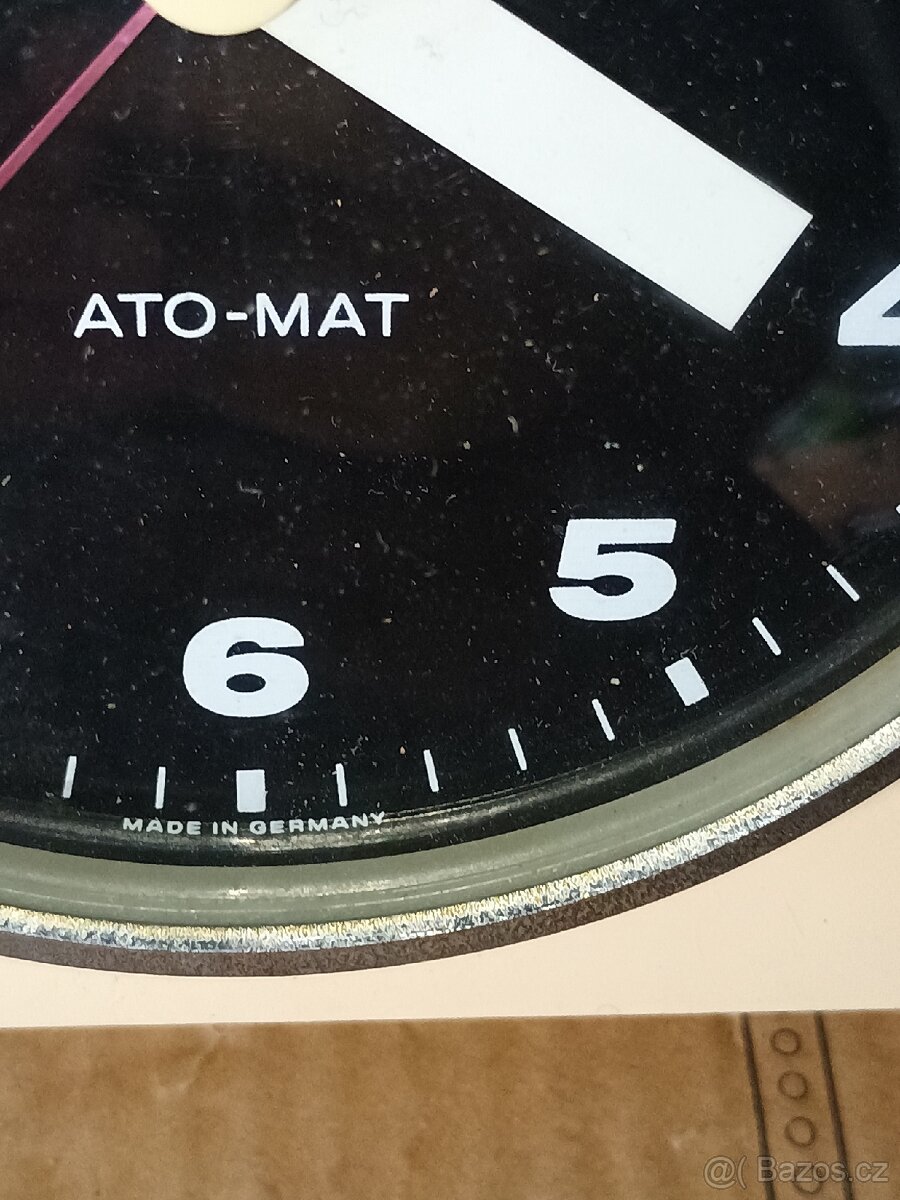 ATO-MAT
4
5
6
MADE IN GERMANY
@( Bazos.cz